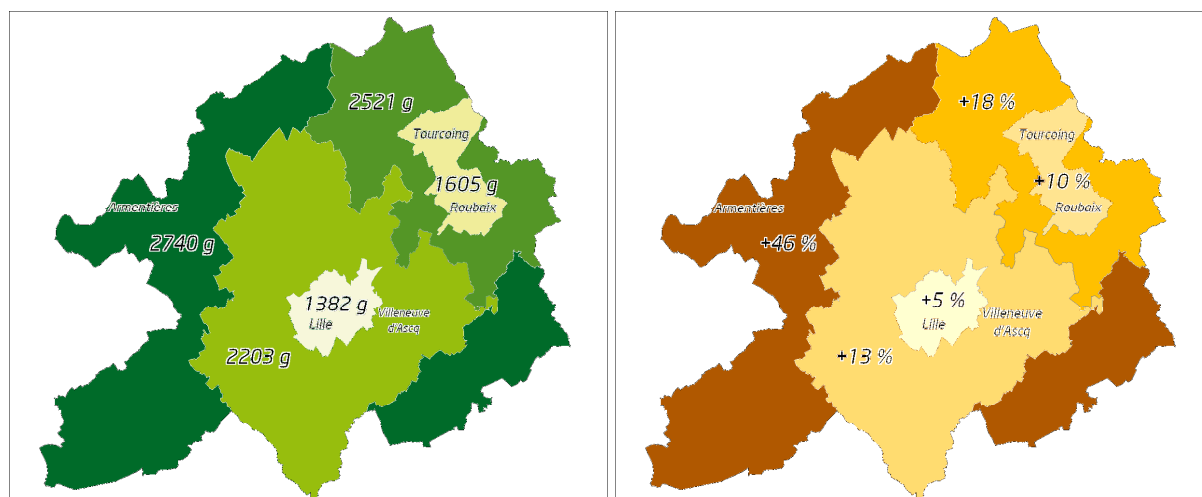 2521 g
Tourcoing
1605 g
Roubaix
Armentières
2740 g
1382 g
Lille
Villeneuve
d'Ascq
2203 g
+18 %
Tourcoing
+10 %
Roubaix
Armentières
+46 %
+5 %
Lille
Villeneuve
d'Ascq
+13 %